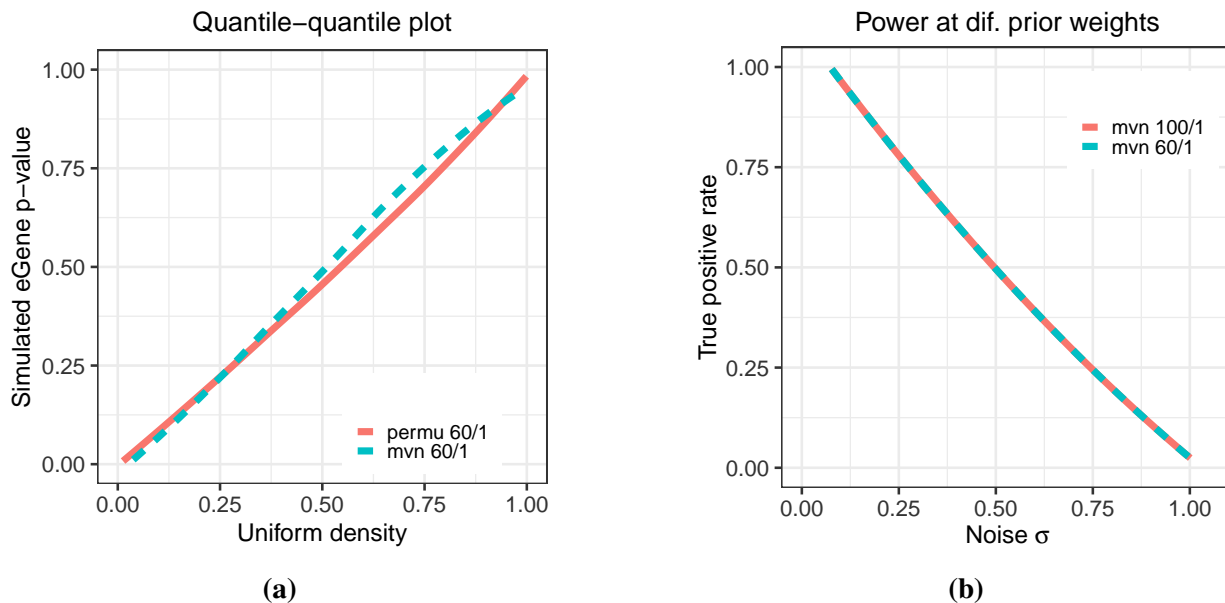 Quantile−quantile plot
Simulated eGene p−value
1.00
0.75
0.50
0.25
0.00
permu 60/1
mvn 60/1
0.00 0.25 0.50 0.75 1.00
Uniform density
(a)
Power at dif. prior weights
True positive rate
1.00
0.75
0.50
0.25
0.00
mvn 100/1
mvn 60/1
0.00 0.25 0.50 0.75 1.00
Noise σ
(b)